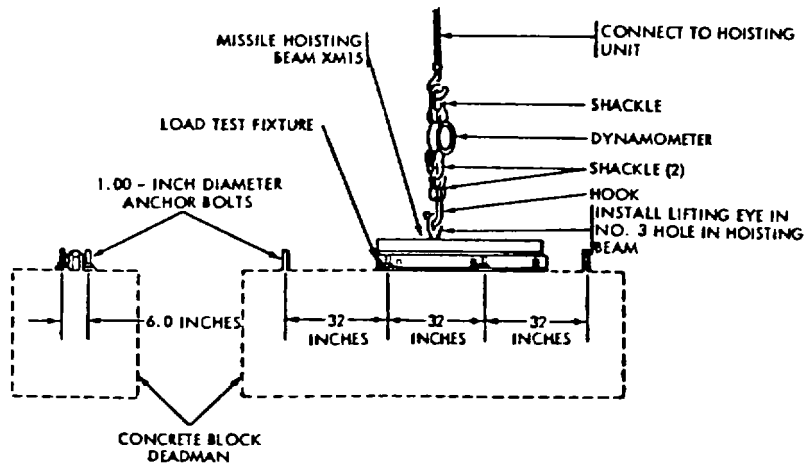 MISSILE HOISTING
BEAM XM15
CONNECT TO HOISTING
UNIT
SHACKLE
LOAD TEST FIXTURE
DYNAMOMETER
SHACKLE (2)
1.00 - INCH DIAMETER
ANCHOR BOLTS
HOOK
INSTALL LIFTING EYE IN
NO. 3 HOLE IN HOISTING
BEAM
6.0 INCHES
32
INCHES
32
INCHES
32
INCHES
CONCRETE BLOCK
DEADMAN